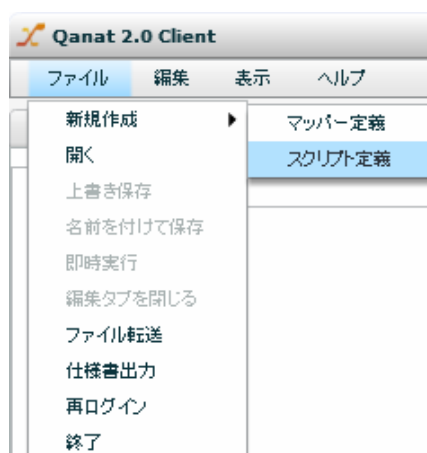 Qanat 2.0 Client
ファイル 編集 表示 ヘルプ
新規作成 マッパー定義
開く スクリプト定義
上書き保存
名前を付けて保存
即時実行
編集タブを閉じる
ファイル転送
仕様書出力
再ログイン
終了